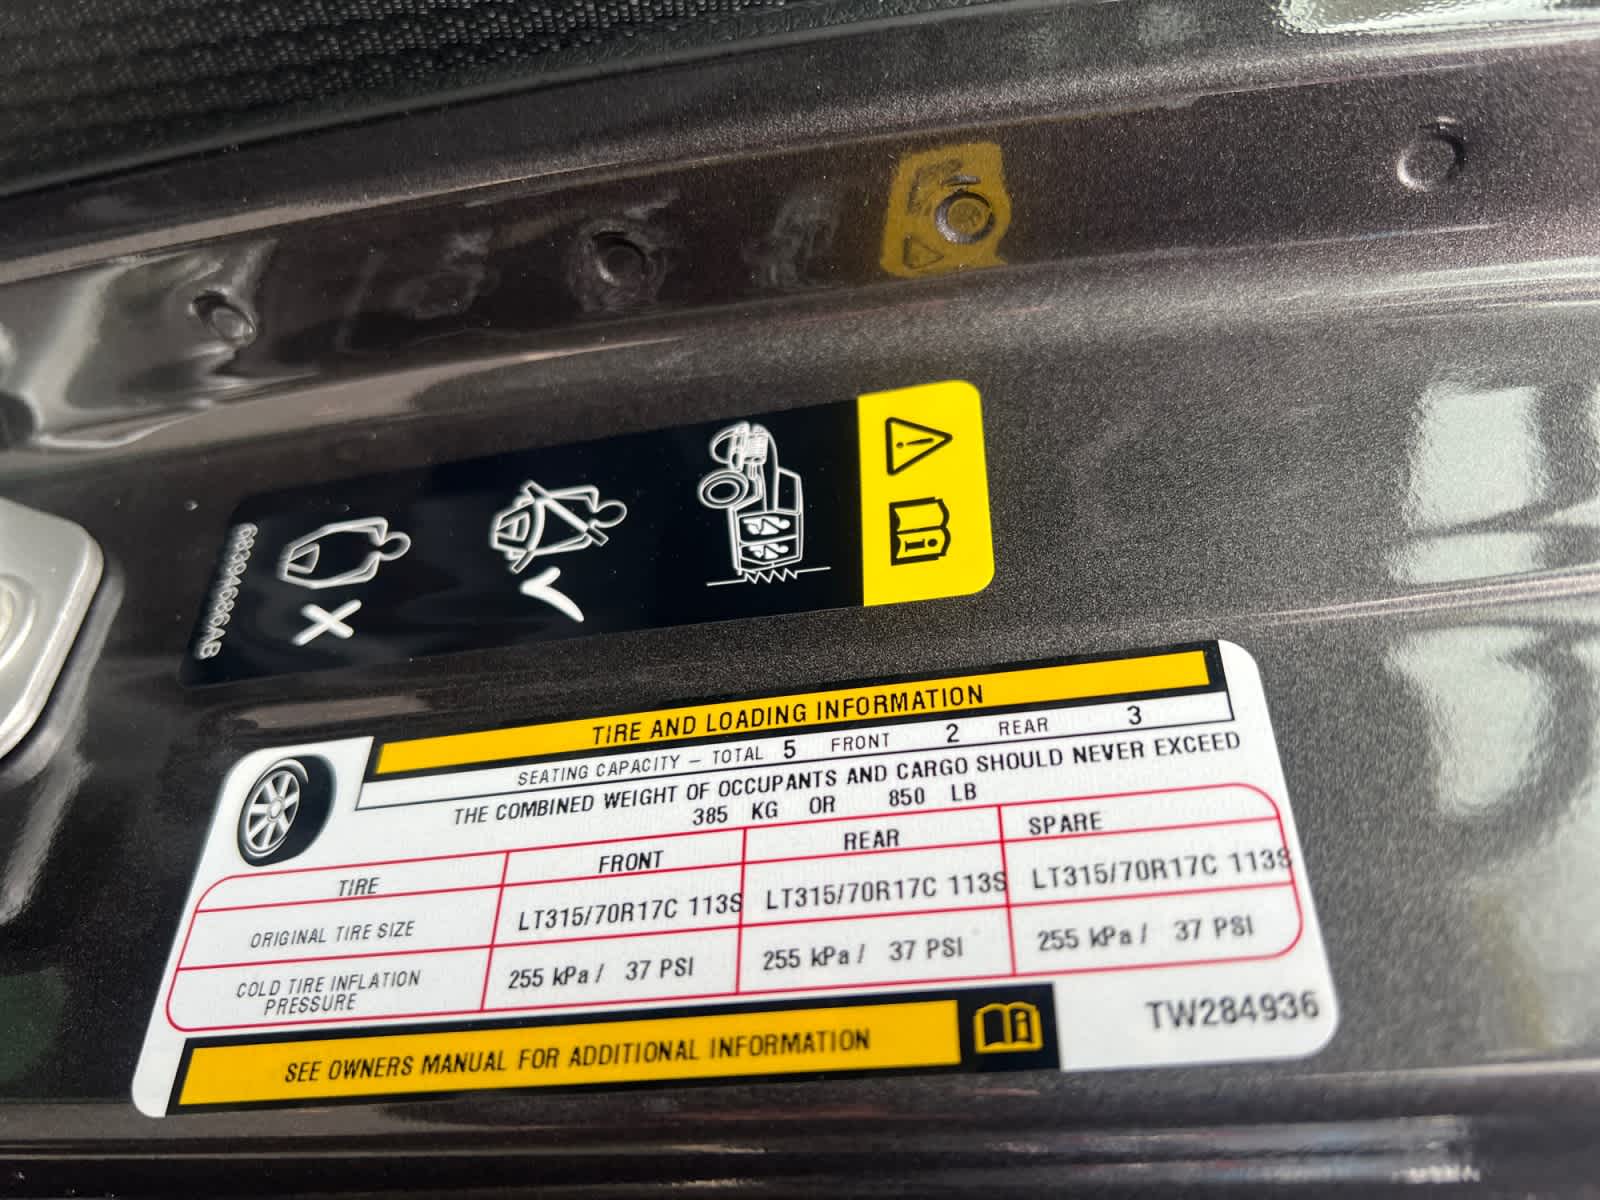 68394686AB
TIRE AND LOADING INFORMATION
SEATING CAPACITY – TOTAL 5 FRONT 2 REAR 3
THE COMBINED WEIGHT OF OCCUPANTS AND CARGO SHOULD NEVER EXCEED
385 KG OR 850 LB
TIRE FRONT REAR SPARE
ORIGINAL TIRE SIZE LT315/70R17C 113S LT315/70R17C 113S LT315/70R17C 113S
COLD TIRE INFLATION
PRESSURE 255 kPa / 37 PSI 255 kPa / 37 PSI 255 kPa / 37 PSI
SEE OWNERS MANUAL FOR ADDITIONAL INFORMATION
TW284936